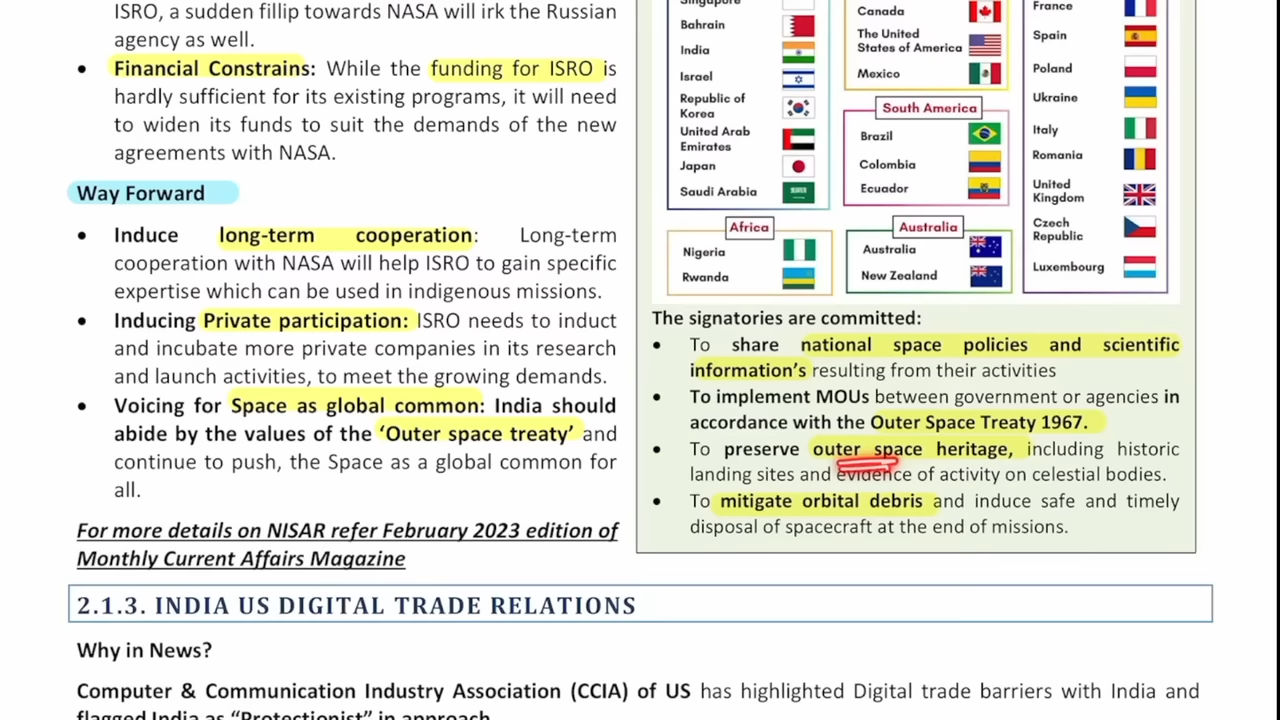 ISRO, a sudden fillip towards NASA will irk the Russian
agency as well.
• Financial Constrains: While the funding for ISRO is
hardly sufficient for its existing programs, it will need
to widen its funds to suit the demands of the new
agreements with NASA.
Way Forward
• Induce long-term cooperation: Long-term
cooperation with NASA will help ISRO to gain specific
expertise which can be used in indigenous missions.
• Inducing Private participation: ISRO needs to induct
and incubate more private companies in its research
and launch activities, to meet the growing demands.
• Voicing for Space as global common: India should
abide by the values of the ‘Outer space treaty’ and
continue to push, the Space as a global common for
all.
For more details on NISAR refer February 2023 edition of
Monthly Current Affairs Magazine
Singapore
Bahrain
India
Israel
Republic of
Korea
United Arab
Emirates
Japan
Saudi Arabia
Africa
Nigeria
Rwanda
Canada
The United
States of America
Mexico
South America
Brazil
Colombia
Ecuador
Australia
Australia
New Zealand
France
Spain
Poland
Ukraine
Italy
Romania
United
Kingdom
Czech
Republic
Luxembourg
The signatories are committed:
• To share national space policies and scientific
information’s resulting from their activities
• To implement MOUs between government or agencies in
accordance with the Outer Space Treaty 1967.
• To preserve outer space heritage, including historic
landing sites and evidence of activity on celestial bodies.
• To mitigate orbital debris and induce safe and timely
disposal of spacecraft at the end of missions.
2.1.3. INDIA US DIGITAL TRADE RELATIONS
Why in News?
Computer & Communication Industry Association (CCIA) of US has highlighted Digital trade barriers with India and
flagged India as “Protectionist” in approach